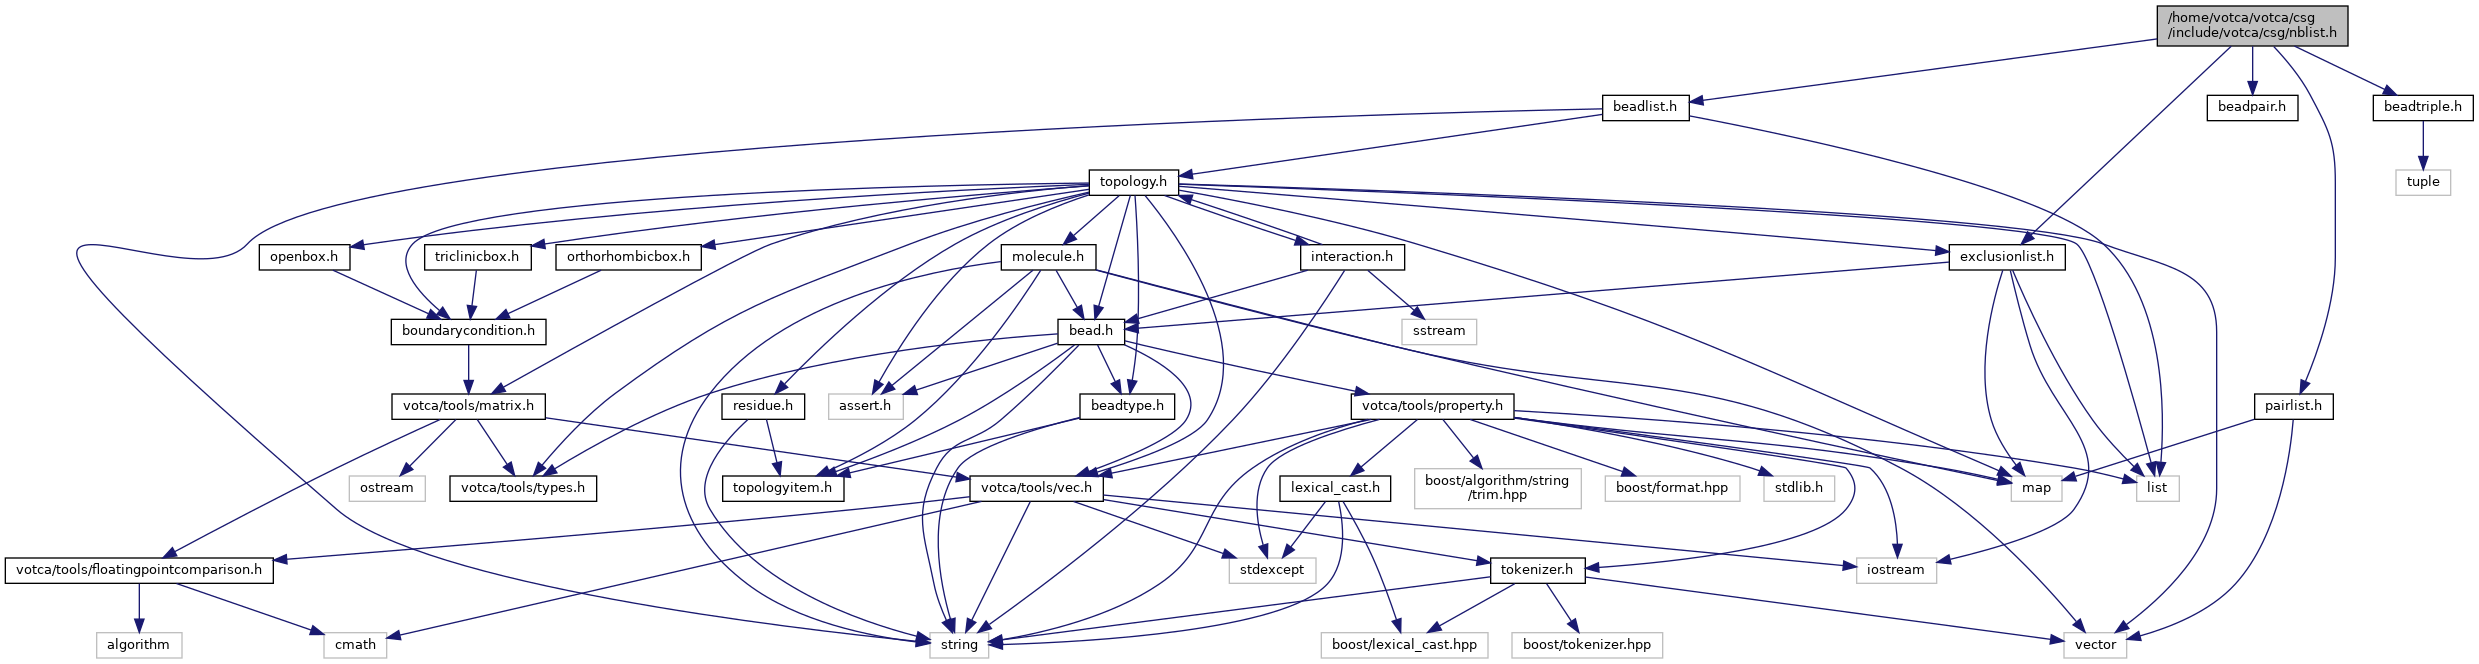 /home/votca/votca/csg
/include/votca/csg/nblist.h
beadlist.h
beadpair.h
beadtriple.h
topology.h
tuple
openbox.h
triclinicbox.h
orthorhombicbox.h
molecule.h
interaction.h
exclusionlist.h
boundarycondition.h
bead.h
sstream
votca/tools/matrix.h
residue.h
assert.h
beadtype.h
votca/tools/property.h
pairlist.h
ostream
votca/tools/types.h
topologyitem.h
votca/tools/vec.h
lexical_cast.h
boost/algorithm/string
/trim.hpp
boost/format.hpp
stdlib.h
map
list
votca/tools/floatingpointcomparison.h
stdexcept
tokenizer.h
iostream
algorithm
cmath
string
boost/lexical_cast.hpp
boost/tokenizer.hpp
vector